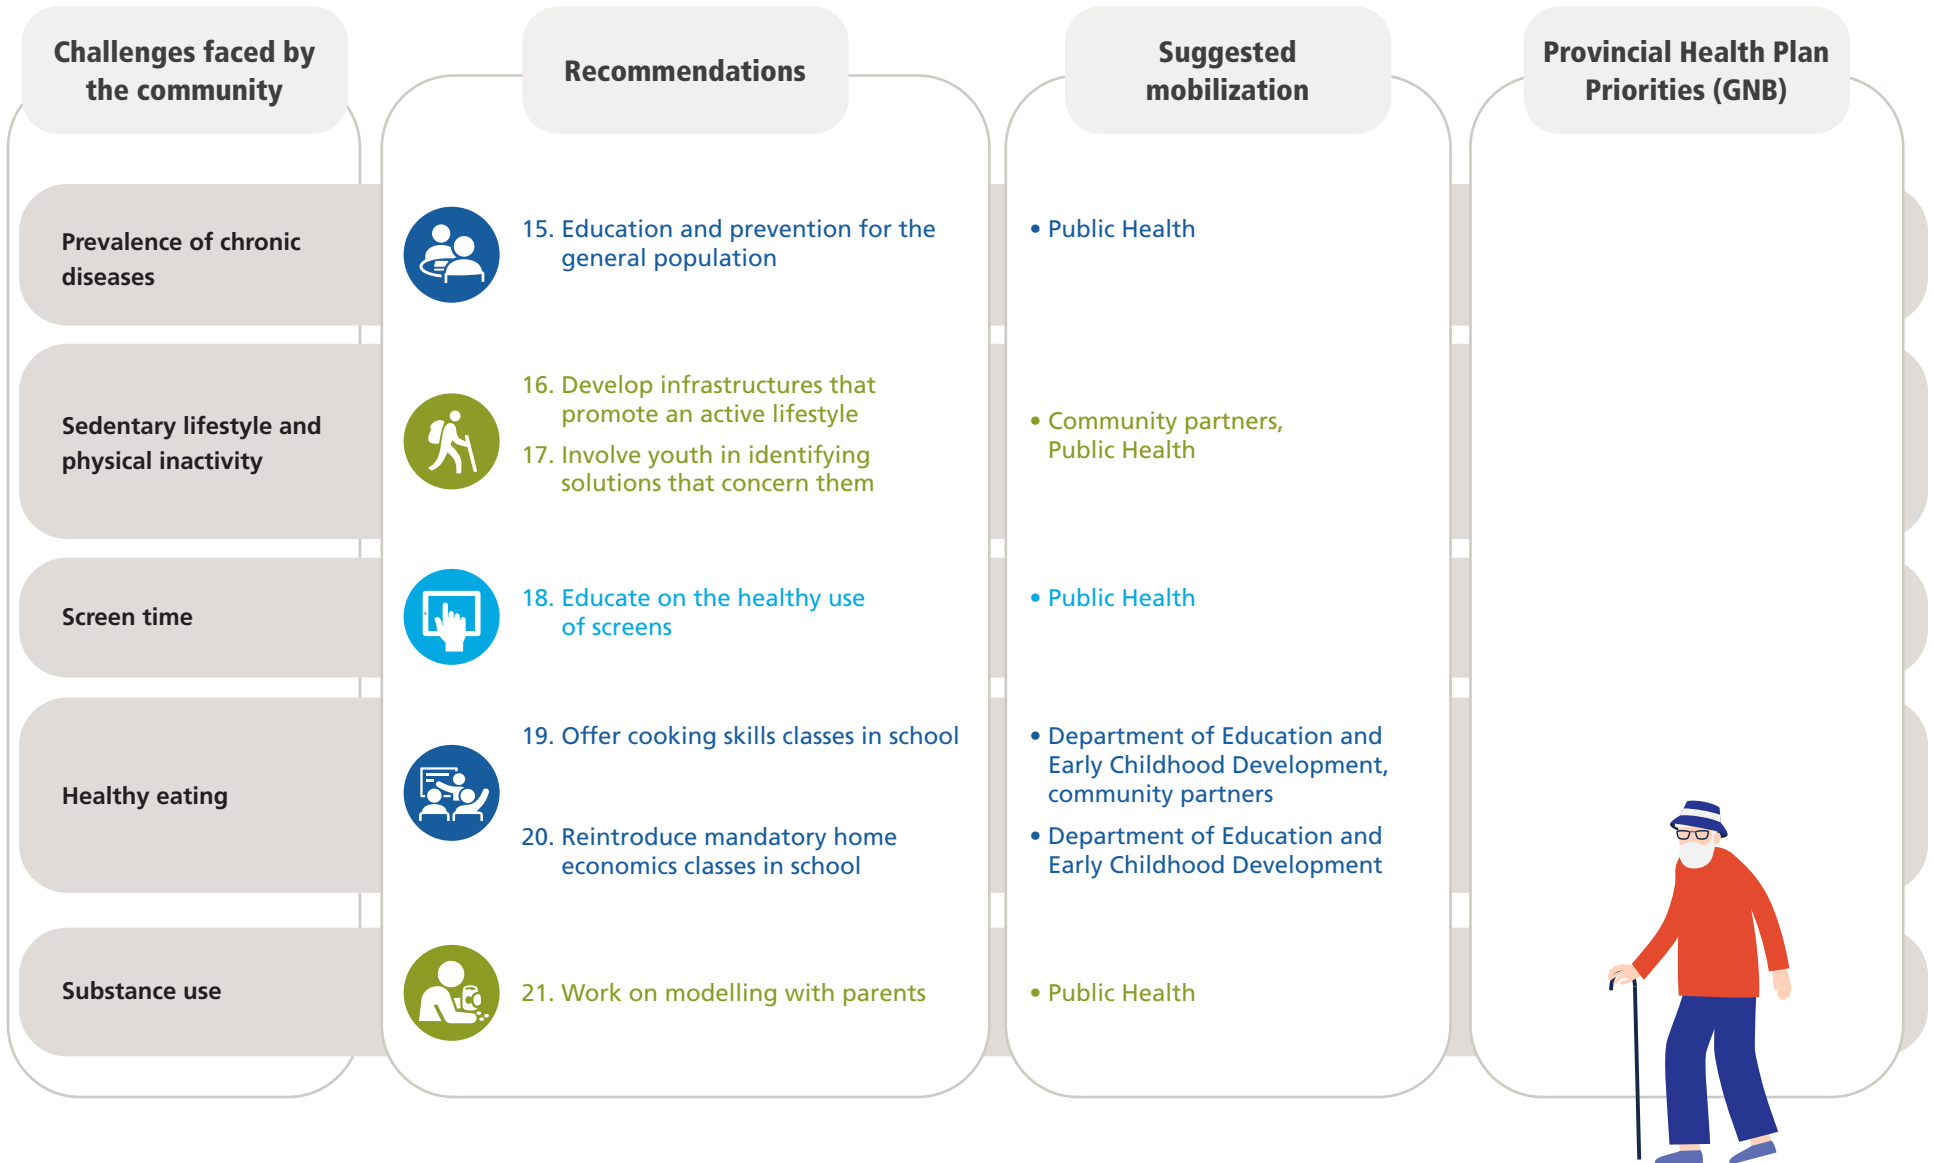 Challenges faced by
the community
Recommendations
Suggested
mobilization
Provincial Health Plan
Priorities (GNB)
Prevalence of chronic
diseases
15. Education and prevention for the
general population
• Public Health
Sedentary lifestyle and
physical inactivity
16. Develop infrastructures that
promote an active lifestyle
17. Involve youth in identifying
solutions that concern them
• Community partners,
Public Health
Screen time
18. Educate on the healthy use
of screens
• Public Health
Healthy eating
19. Offer cooking skills classes in school
• Department of Education and
Early Childhood Development,
community partners
20. Reintroduce mandatory home
economics classes in school
• Department of Education and
Early Childhood Development
Substance use
21. Work on modelling with parents
• Public Health